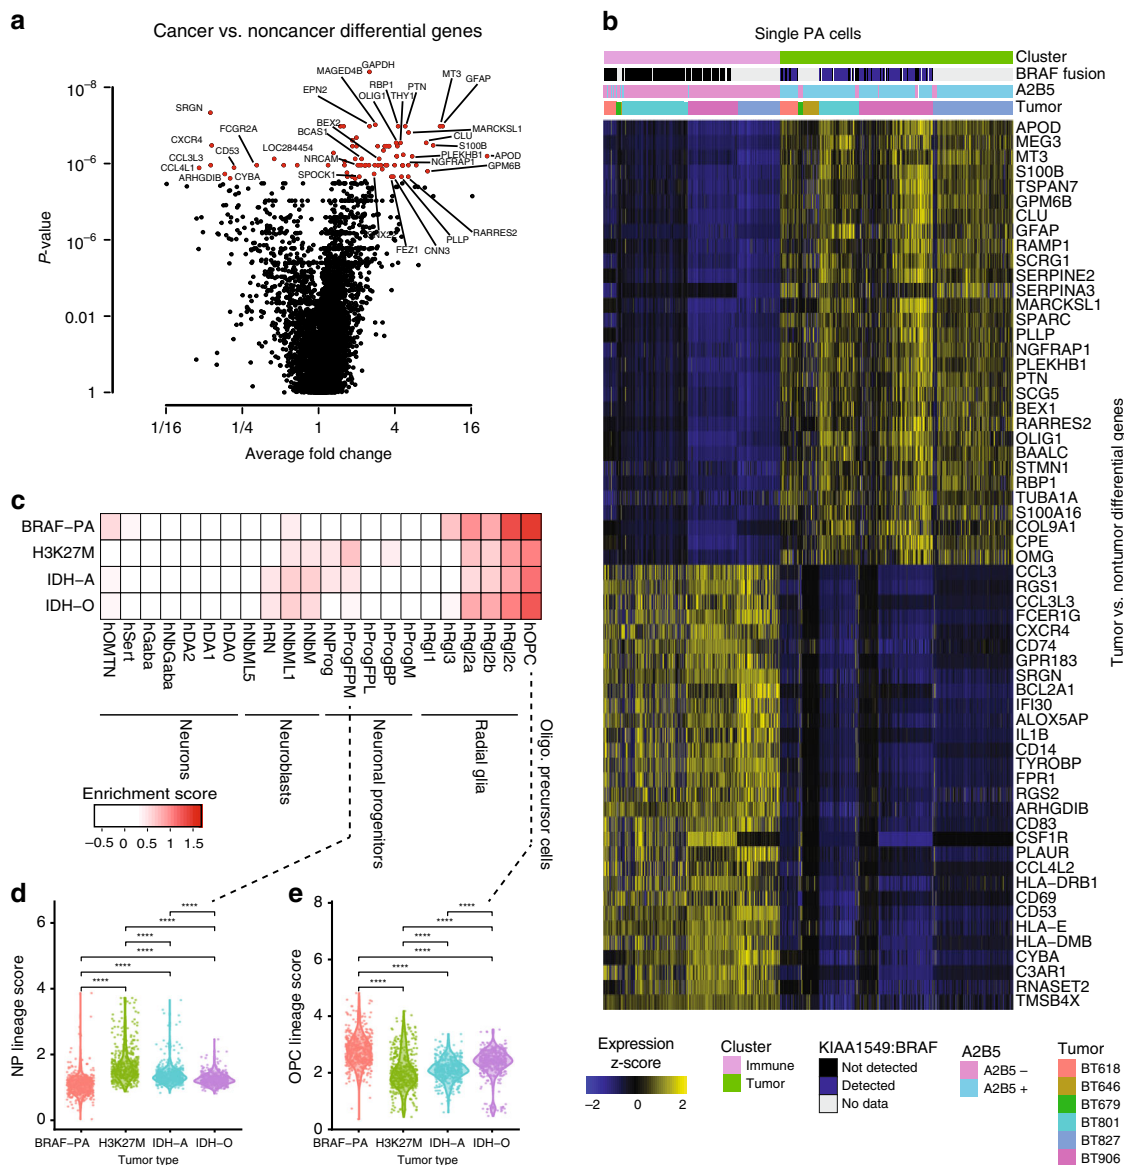 a
Cancer vs. noncancer differential genes
10⁻⁸
10⁻⁶
10⁻⁶
0.01
1
P-value
1/16
1/4
1
4
16
Average fold change
GAPDH
MAGED4B
MT3
RBP1
PTN
GFAP
EPN2
OLIG1
THY1
SRGN
BEX2
MARCKSL1
FCGR2A
BCAS1
CLU
CXCR4
S100B
CD53
LOC284454
CCL3L3
NRCAM
PLEKHB1
APOD
CCL4L1
NGFRAP1
GPM6B
ARHGDIB
CYBA
SPOCK1
RARRES2
PLLP
FEZ1
CNN3
b
Single PA cells
Cluster
BRAF fusion
A2B5
Tumor
APOD
MEG3
MT3
S100B
TSPAN7
GPM6B
CLU
GFAP
RAMP1
SCRG1
SERPINE2
SERPINA3
MARCKSL1
SPARC
PLLP
NGFRAP1
PLEKHB1
PTN
SCG5
BEX1
RARRES2
OLIG1
BAALC
STMN1
RBP1
TUBA1A
S100A16
COL9A1
CPE
OMG
CCL3
RGS1
CCL3L3
FCER1G
CXCR4
CD74
GPR183
SRGN
BCL2A1
IFI30
ALOX5AP
IL1B
CD14
TYROBP
FPR1
RGS2
ARHGDIB
CD83
CSF1R
PLAUR
CCL4L2
HLA−DRB1
CD69
CD53
HLA−E
HLA−DMB
CYBA
C3AR1
RNASET2
TMSB4X
Tumor vs. nontumor differential genes
Expression
z-score
−2
0
2
Cluster
Immune
Tumor
KIAA1549:BRAF
Not detected
Detected
No data
A2B5
A2B5 −
A2B5 +
Tumor
BT618
BT646
BT679
BT801
BT827
BT906
c
BRAF−PA
H3K27M
IDH−A
IDH−O
hOMTN
hSert
hGaba
hNbGaba
hDA2
hDA1
hDA0
hNbML5
hRN
hNbML1
hNbM
hNProg
hProgFPM
hProgFPL
hProgBP
hProgM
hRgl1
hRgl3
hRgl2a
hRgl2b
hRgl2c
hOPC
Neurons
Neuroblasts
Neuronal progenitors
Radial glia
Oligo. precursor cells
Enrichment score
−0.5 0 0.5 1 1.5
d
NP lineage score
6
4
2
0
****
****
****
****
****
****
BRAF−PA H3K27M IDH−A IDH−O
Tumor type
e
OPC lineage score
8
6
4
2
0
****
****
****
****
****
****
BRAF−PA H3K27M IDH−A IDH−O
Tumor type